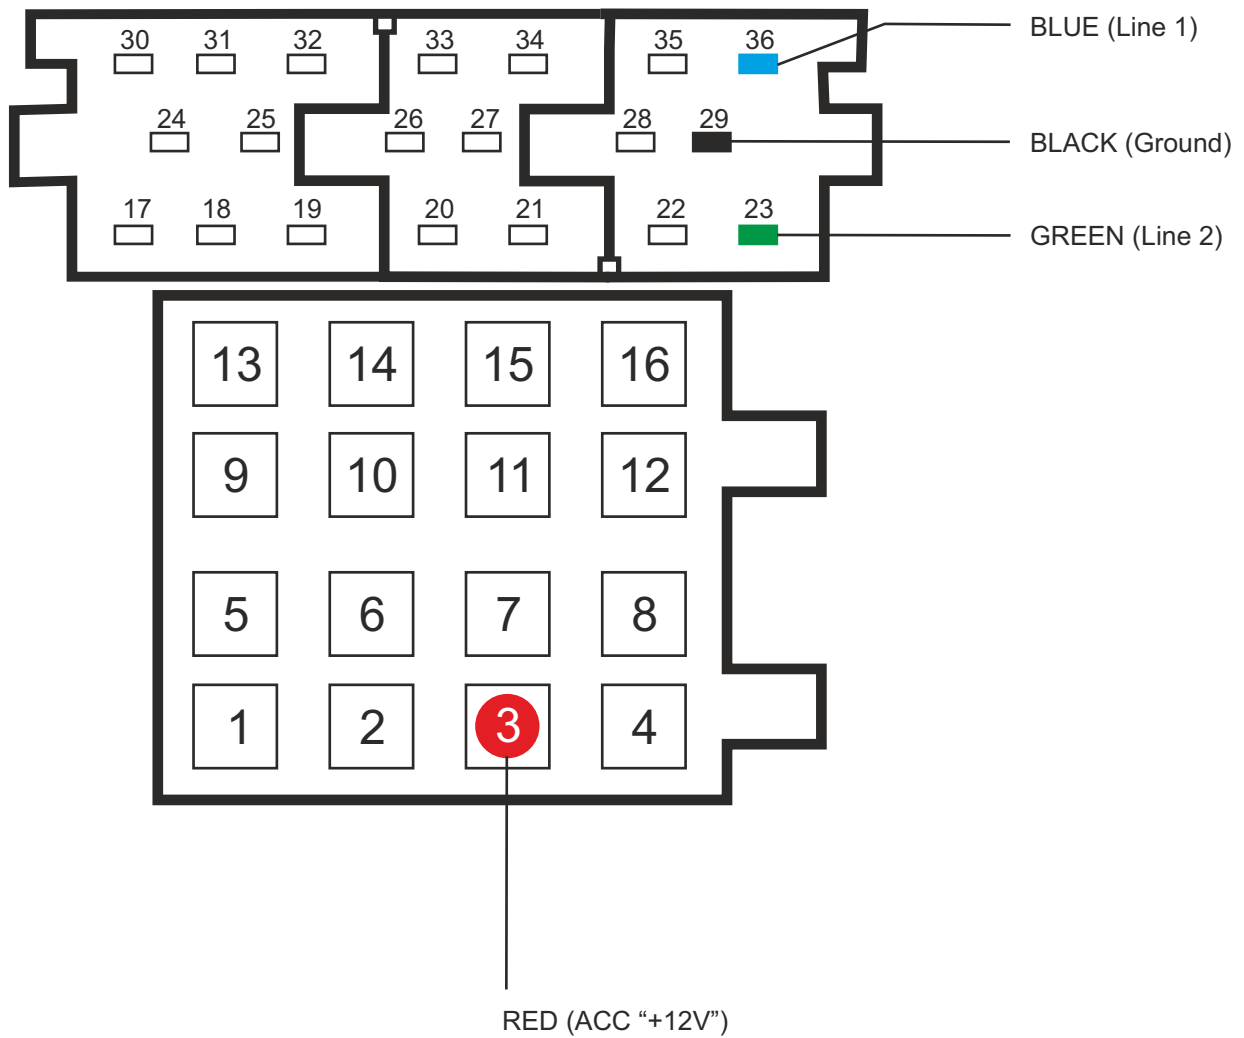 BLUE (Line 1)
30 31 32 33 34 35 36
24 25 26 27 28 29
BLACK (Ground)
17 18 19 20 21 22 23
GREEN (Line 2)
13 14 15 16
9 10 11 12
5 6 7 8
1 2 3 4
RED (ACC “+12V”)